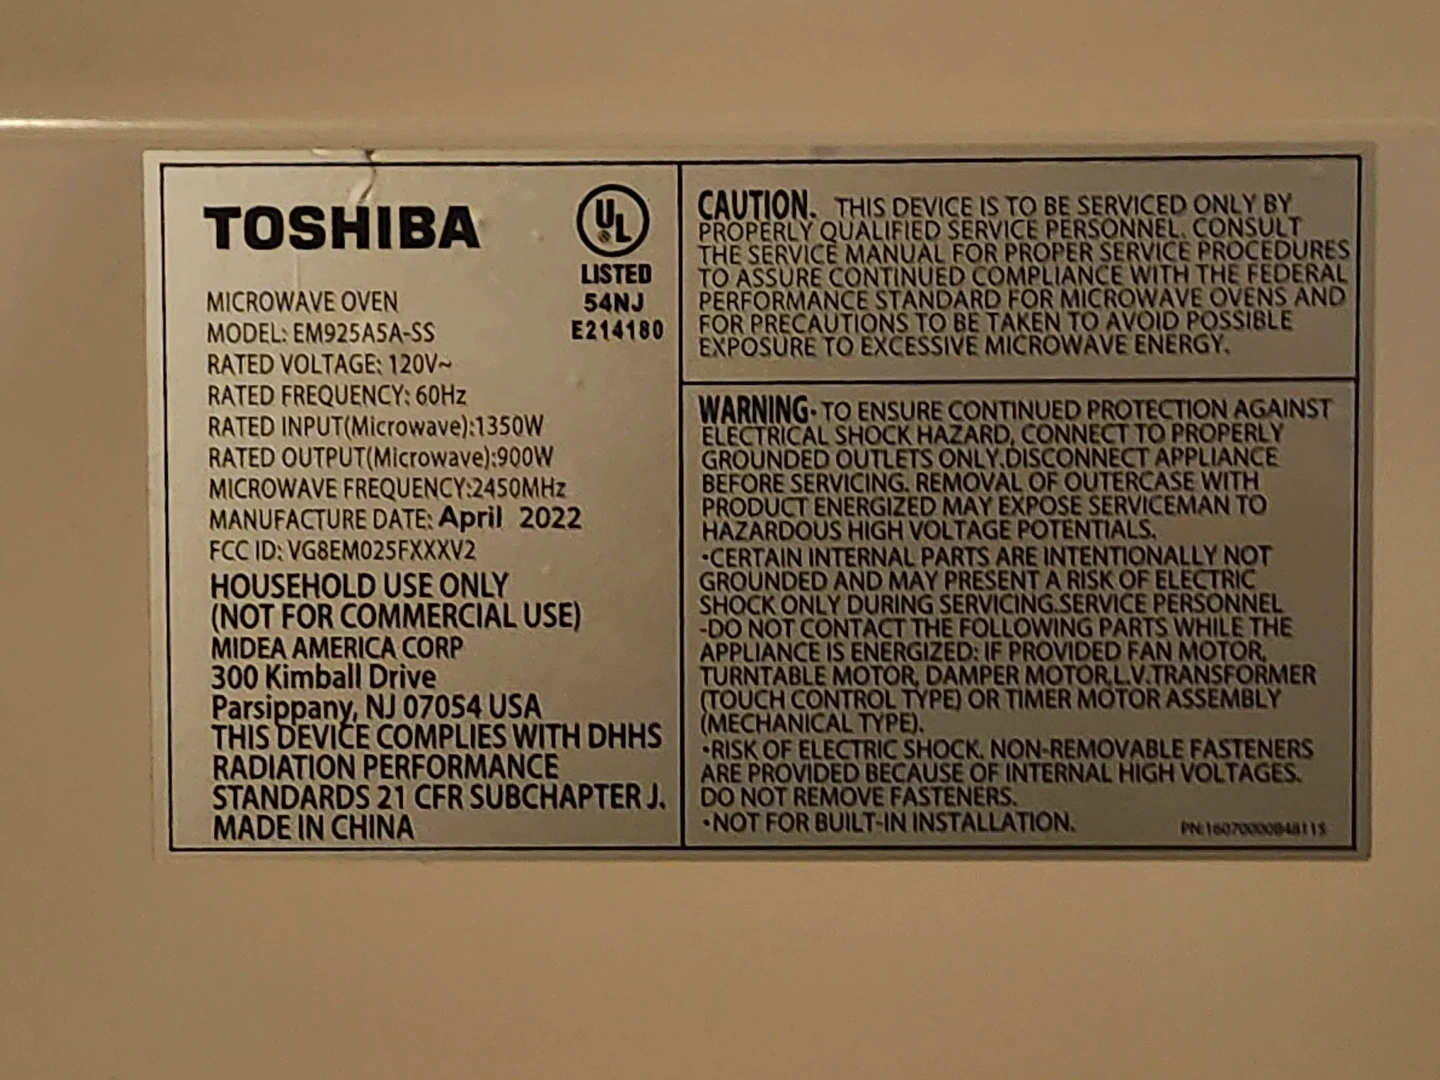 TOSHIBA
UL
®
LISTED
54NJ
E214180
MICROWAVE OVEN
MODEL: EM925A5A-SS
RATED VOLTAGE: 120V~
RATED FREQUENCY: 60Hz
RATED INPUT(Microwave):1350W
RATED OUTPUT(Microwave):900W
MICROWAVE FREQUENCY:2450MHz
MANUFACTURE DATE: April 2022
FCC ID: VG8EM025FXXXV2
HOUSEHOLD USE ONLY
(NOT FOR COMMERCIAL USE)
MIDEA AMERICA CORP
300 Kimball Drive
Parsippany, NJ 07054 USA
THIS DEVICE COMPLIES WITH DHHS
RADIATION PERFORMANCE
STANDARDS 21 CFR SUBCHAPTER J.
MADE IN CHINA
CAUTION. THIS DEVICE IS TO BE SERVICED ONLY BY
PROPERLY QUALIFIED SERVICE PERSONNEL. CONSULT
THE SERVICE MANUAL FOR PROPER SERVICE PROCEDURES
TO ASSURE CONTINUED COMPLIANCE WITH THE FEDERAL
PERFORMANCE STANDARD FOR MICROWAVE OVENS AND
FOR PRECAUTIONS TO BE TAKEN TO AVOID POSSIBLE
EXPOSURE TO EXCESSIVE MICROWAVE ENERGY.
WARNING· TO ENSURE CONTINUED PROTECTION AGAINST
ELECTRICAL SHOCK HAZARD, CONNECT TO PROPERLY
GROUNDED OUTLETS ONLY.DISCONNECT APPLIANCE
BEFORE SERVICING. REMOVAL OF OUTERCASE WITH
PRODUCT ENERGIZED MAY EXPOSE SERVICEMAN TO
HAZARDOUS HIGH VOLTAGE POTENTIALS.
·CERTAIN INTERNAL PARTS ARE INTENTIONALLY NOT
GROUNDED AND MAY PRESENT A RISK OF ELECTRIC
SHOCK ONLY DURING SERVICING.SERVICE PERSONNEL
-DO NOT CONTACT THE FOLLOWING PARTS WHILE THE
APPLIANCE IS ENERGIZED: IF PROVIDED FAN MOTOR,
TURNTABLE MOTOR, DAMPER MOTOR,L.V.TRANSFORMER
(TOUCH CONTROL TYPE) OR TIMER MOTOR ASSEMBLY
(MECHANICAL TYPE).
·RISK OF ELECTRIC SHOCK. NON-REMOVABLE FASTENERS
ARE PROVIDED BECAUSE OF INTERNAL HIGH VOLTAGES.
DO NOT REMOVE FASTENERS.
·NOT FOR BUILT-IN INSTALLATION.